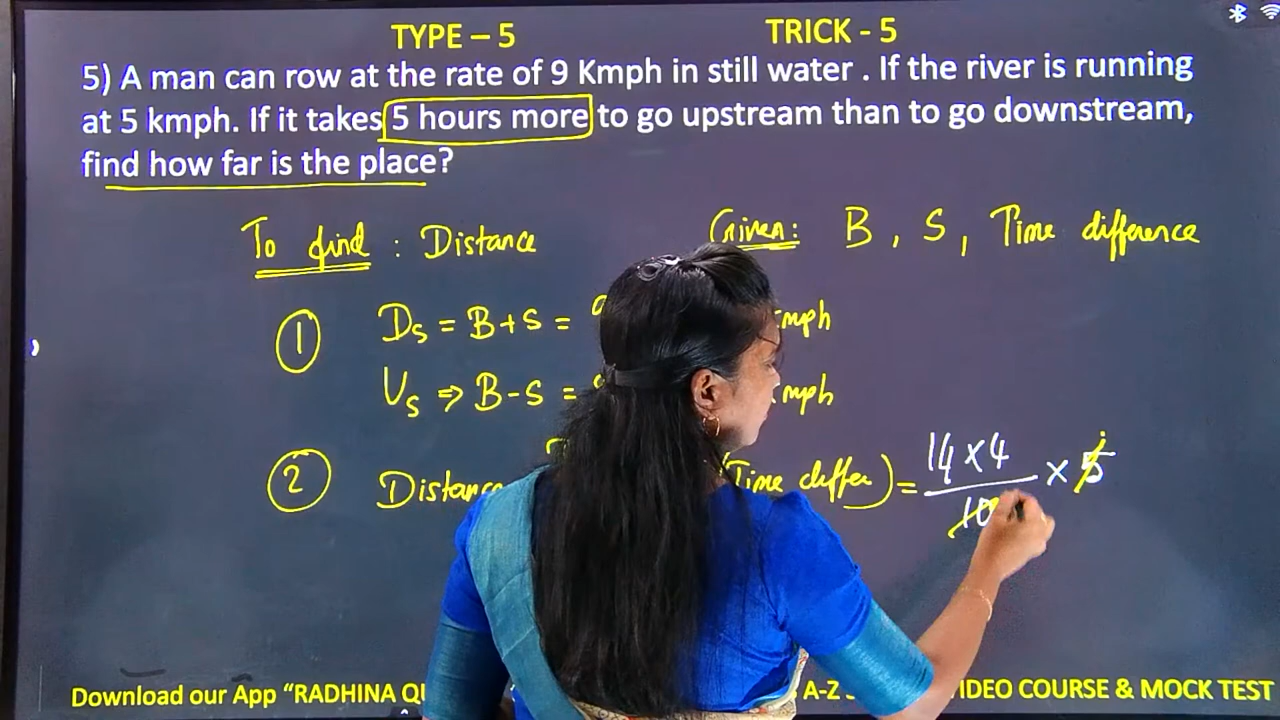 TYPE – 5 TRICK - 5
5) A man can row at the rate of 9 Kmph in still water . If the river is running
at 5 kmph. If it takes 5 hours more to go upstream than to go downstream,
find how far is the place?
To find : Distance Given: B , S , Time difference
1 Ds = B+S = mph
Us ⇒ B-S = mph
2 Distance Time differ) = 14 × 4 / 10 × 5
Download our App “RADHINA QU A-Z VIDEO COURSE & MOCK TEST